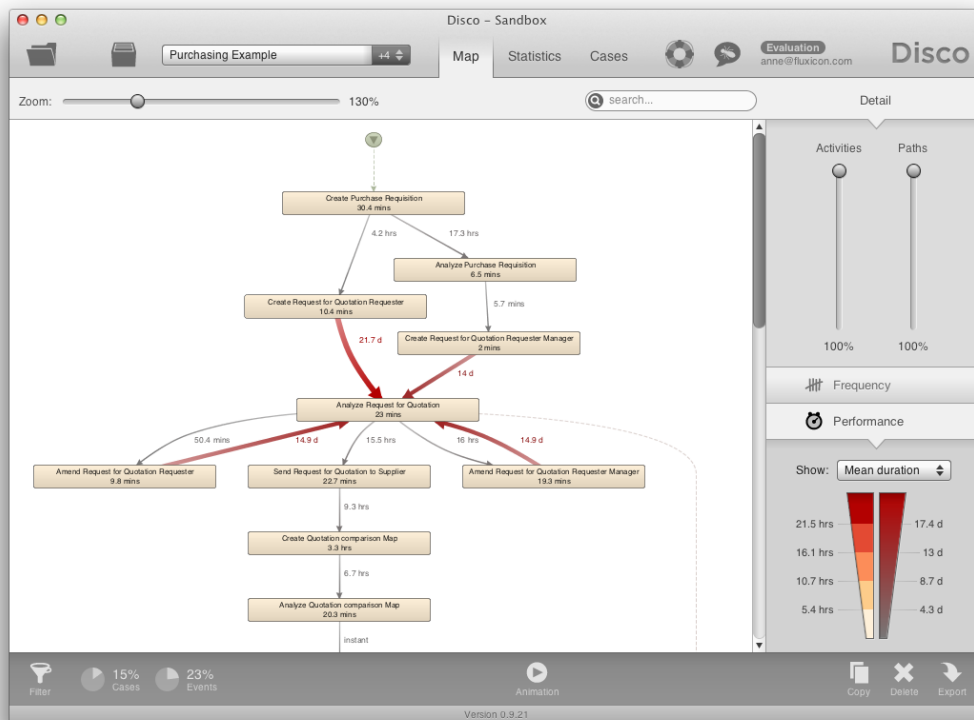 Disco – Sandbox
Purchasing Example
+4
Map
Statistics
Cases
Evaluation
anne@fluxicon.com
Disco
Zoom:
130%
search...
Detail
Activities
Paths
100%
100%
Frequency
Performance
Show:
Mean duration
21.5 hrs
17.4 d
16.1 hrs
13 d
10.7 hrs
8.7 d
5.4 hrs
4.3 d
Create Purchase Requisition
30.4 mins
4.2 hrs
17.3 hrs
Analyze Purchase Requisition
6.5 mins
Create Request for Quotation Requester
10.4 mins
5.7 mins
21.7 d
Create Request for Quotation Requester Manager
2 mins
14 d
Analyze Request for Quotation
23 mins
50.4 mins
14.9 d
15.5 hrs
16 hrs
14.9 d
Amend Request for Quotation Requester
9.8 mins
Send Request for Quotation to Supplier
22.7 mins
Amend Request for Quotation Requester Manager
19.3 mins
9.3 hrs
Create Quotation comparison Map
3.3 hrs
6.7 hrs
Analyze Quotation comparison Map
20.3 mins
instant
Filter
15%
Cases
23%
Events
Animation
Copy
Delete
Export
Version 0.9.21